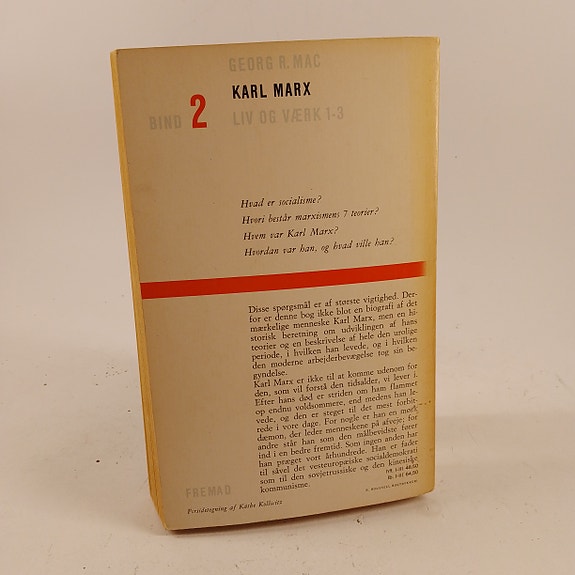 GEORG R. MAC
KARL MARX
BIND 2
LIV OG VÆRK 1-3
Hvad er socialisme?
Hvori består marxismens 7 teorier?
Hvem var Karl Marx?
Hvordan var han, og hvad ville han?
Disse spørgsmål er af største vigtighed. Der-
for er denne bog ikke blot en biografi af det
mærkelige menneske Karl Marx, men en hi-
storisk beretning om udviklingen af hans
teorier og en beskrivelse af hele den urolige
periode, i hvilken han levede, og i hvilken
den moderne arbejderbevægelse tog sin be-
gyndelse.
Karl Marx er ikke til at komme udenom for
den, som vil forstå den tidsalder, vi lever i.
Efter hans død er striden om ham flammet
op endnu voldsommere, end medens han le-
vede, og den er steget til det mest forbit-
rede i vore dage. For nogle er han en mørk
dæmon, der leder menneskene på afveje; for
andre står han som den målbevidste fører
ind i en bedre fremtid. Som ingen anden har
han præget vort århundrede. Han er fader
til såvel det vesteuropæiske socialdemokrati
som til den sovjetrussiske og den kinesiske
kommunisme.
FREMAD
Forsidetegning af Käthe Kollwitz